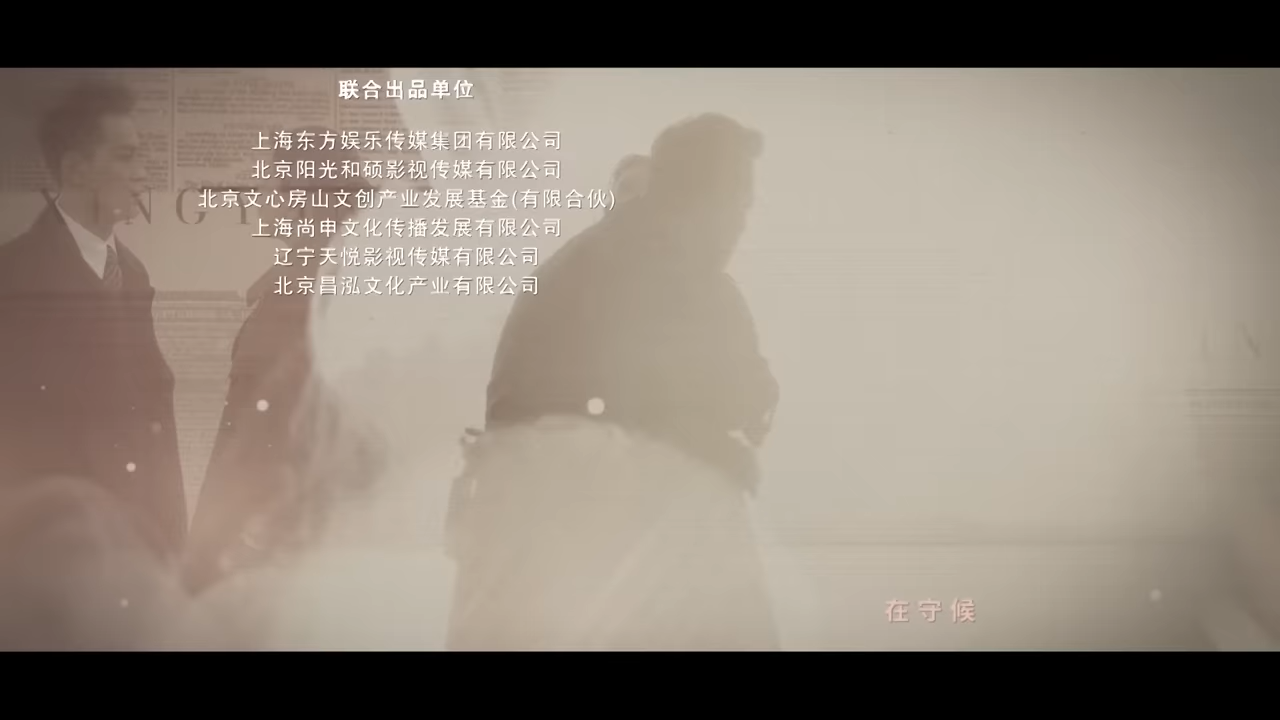 联合出品单位
上海东方娱乐传媒集团有限公司
北京阳光和硕影视传媒有限公司
北京文心房山文创产业发展基金(有限合伙)
上海尚申文化传播发展有限公司
辽宁天悦影视传媒有限公司
北京昌泓文化产业有限公司
在守候